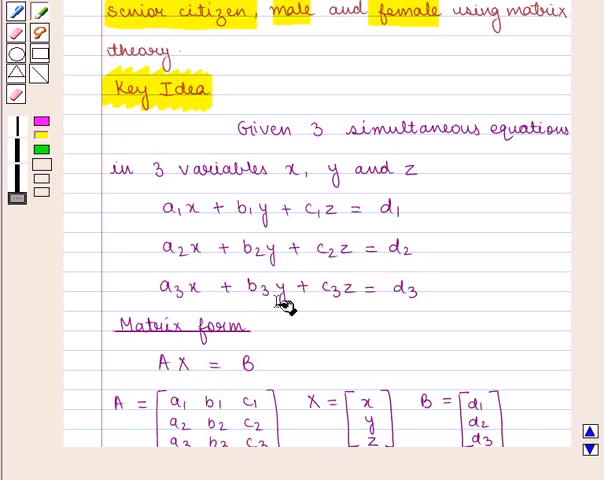 senior citizen, male and female using matrix
theory.
Key Idea
Given 3 simultaneous equations
in 3 variables x, y and z
a₁x + b₁y + c₁z = d₁
a₂x + b₂y + c₂z = d₂
a₃x + b₃y + c₃z = d₃
Matrix form
AX = B
A = [a₁ b₁ c₁ X = [x B = [d₁
a₂ b₂ c₂ y d₂
a₃ b₃ c₃] z] d₃]